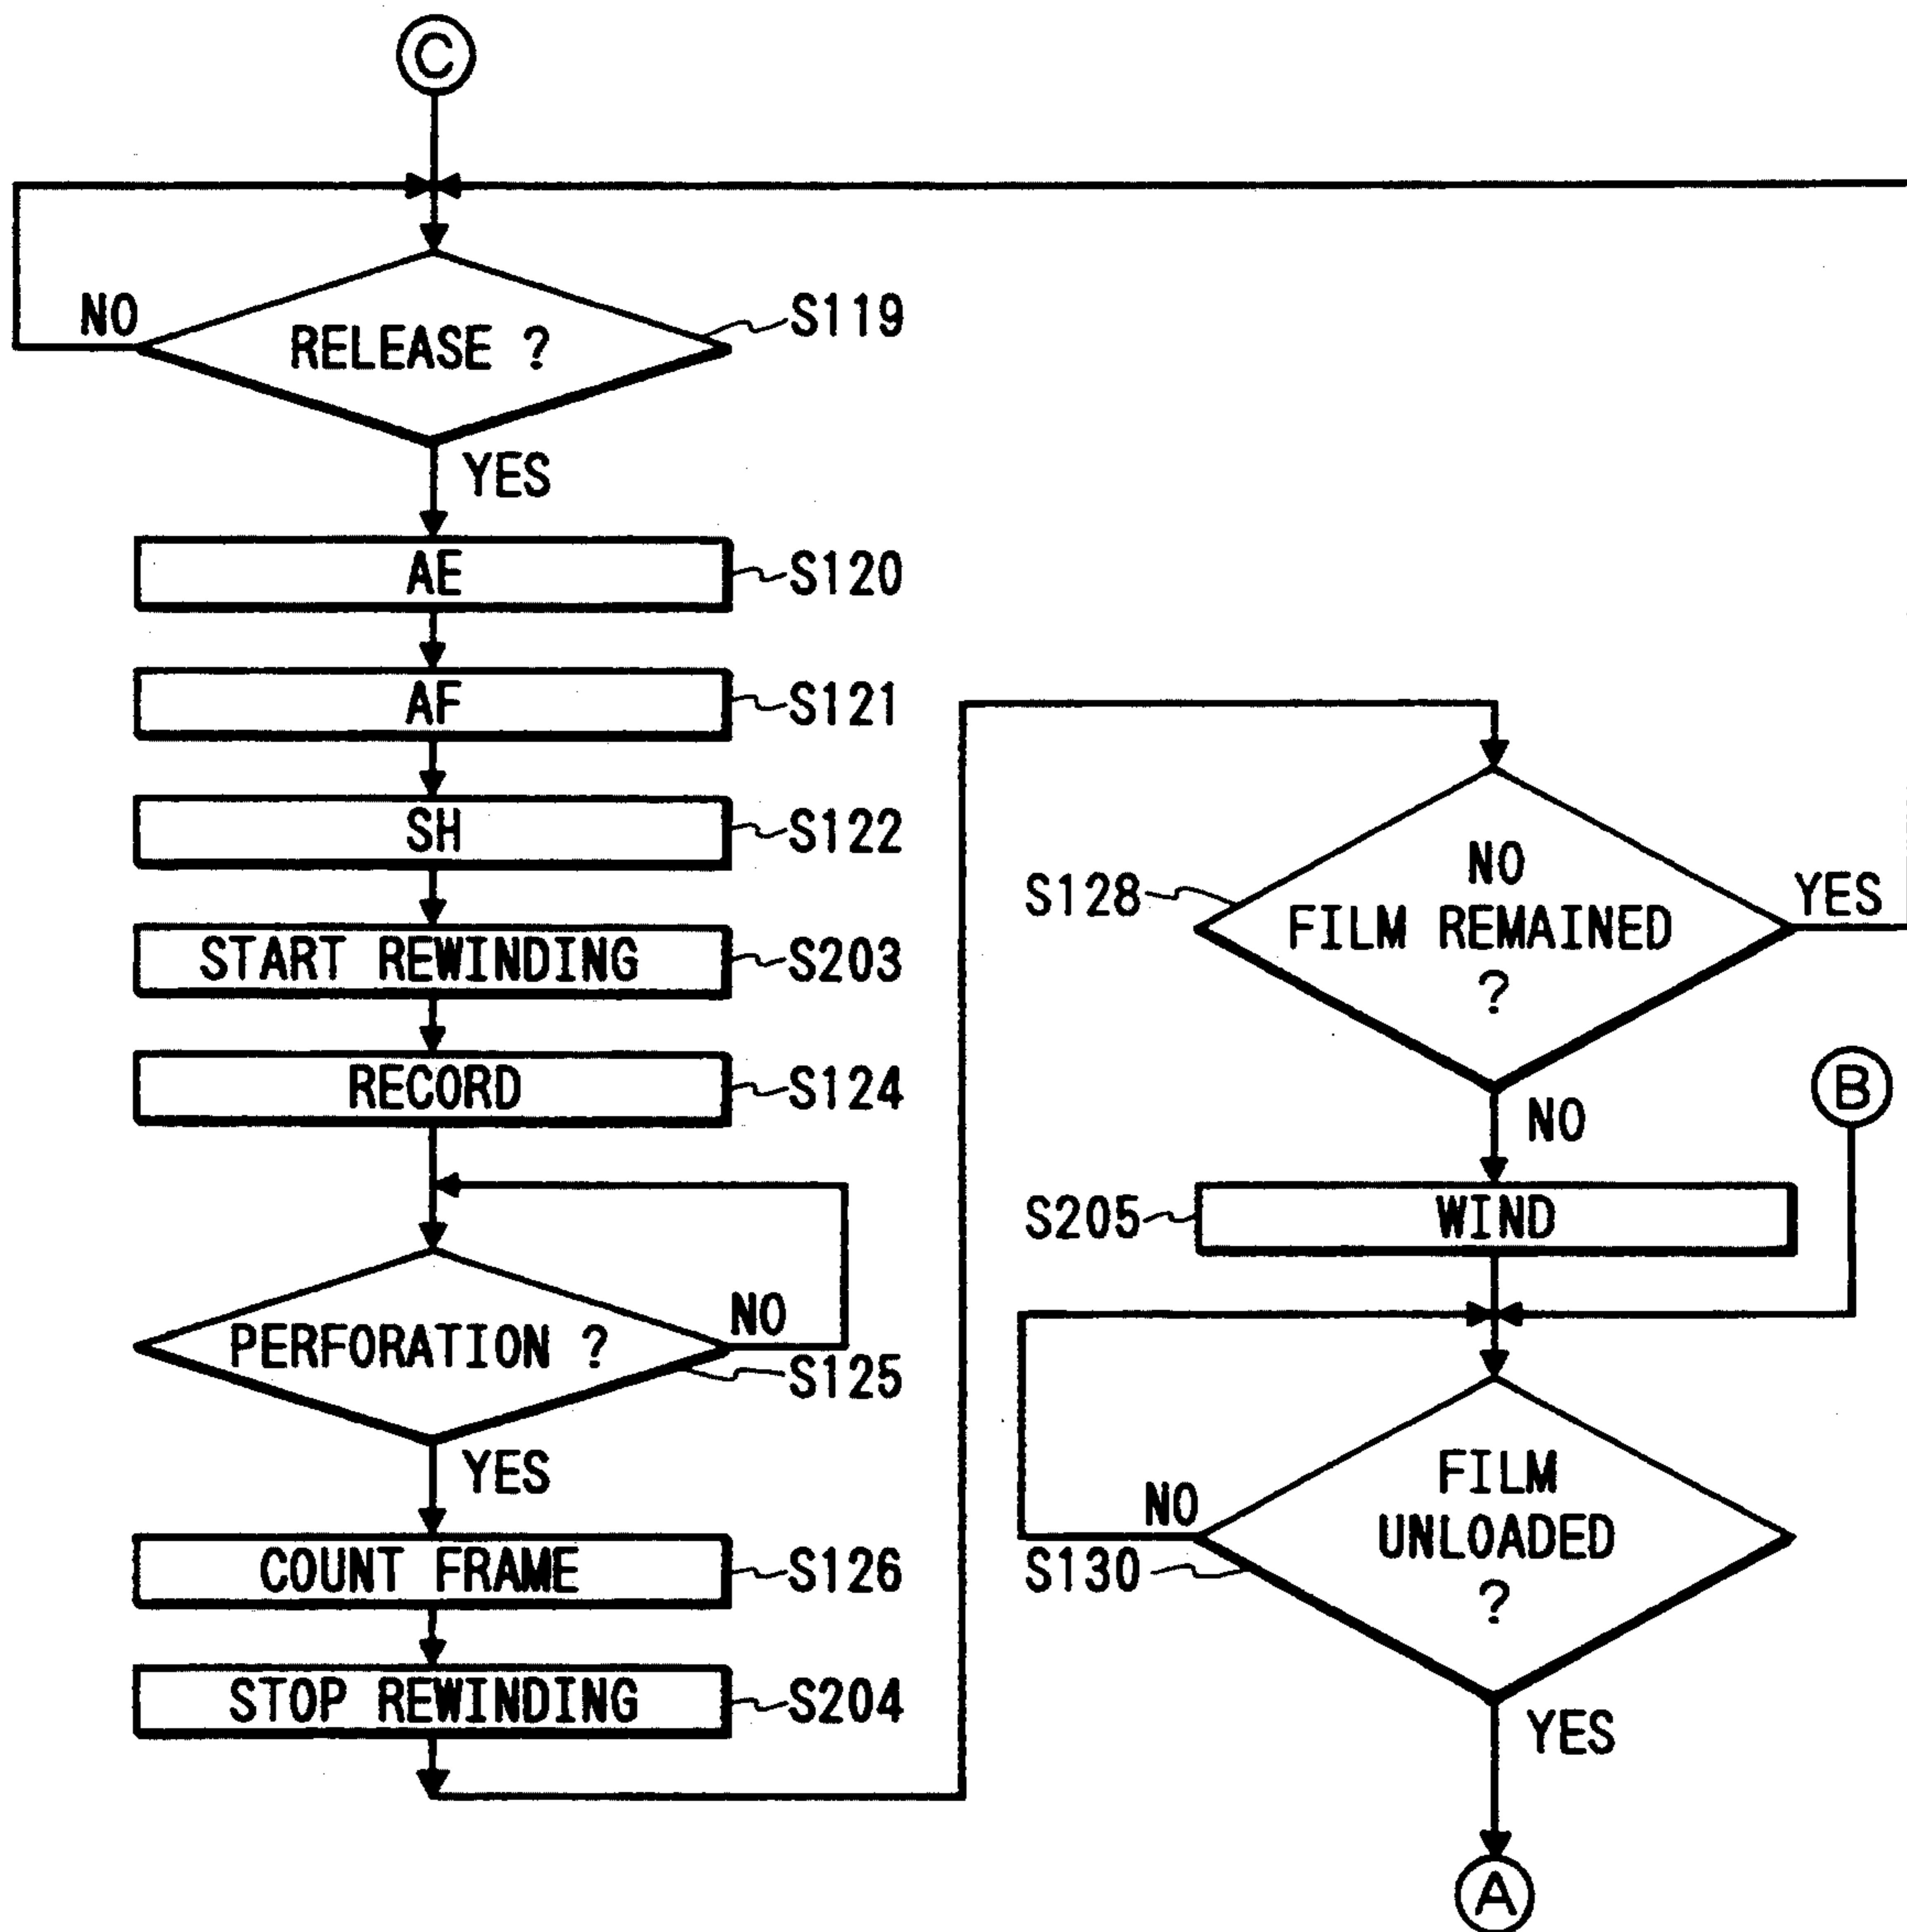 C
NO
RELEASE ?
S119
YES
AE
S120
AF
S121
SH
S122
START REWINDING
S203
RECORD
S124
PERFORATION ?
NO
S125
YES
COUNT FRAME
S126
STOP REWINDING
S204
NO
FILM REMAINED
?
S128
YES
NO
B
S205
WIND
FILM
UNLOADED
?
NO
S130
YES
A